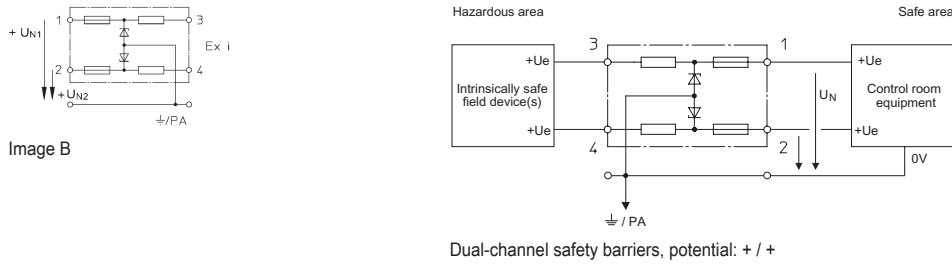 1
3
+ UN1
Ex i
2
4
+UN2
⏚/PA
Image B
Hazardous area
Safe area
3
1
+Ue
+Ue
Intrinsically safe
field device(s)
UN
Control room
equipment
+Ue
+Ue
4
2
0V
⏚ / PA
Dual-channel safety barriers, potential: + / +